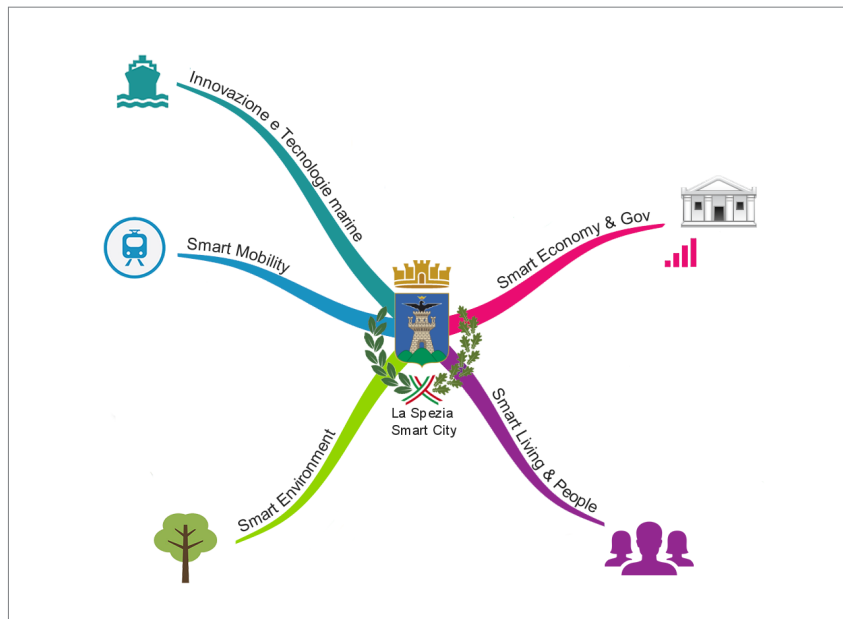 Innovazione e Tecnologie marine
Smart Mobility
Smart Economy & Gov
La Spezia
Smart City
Smart Environment
Smart Living & People